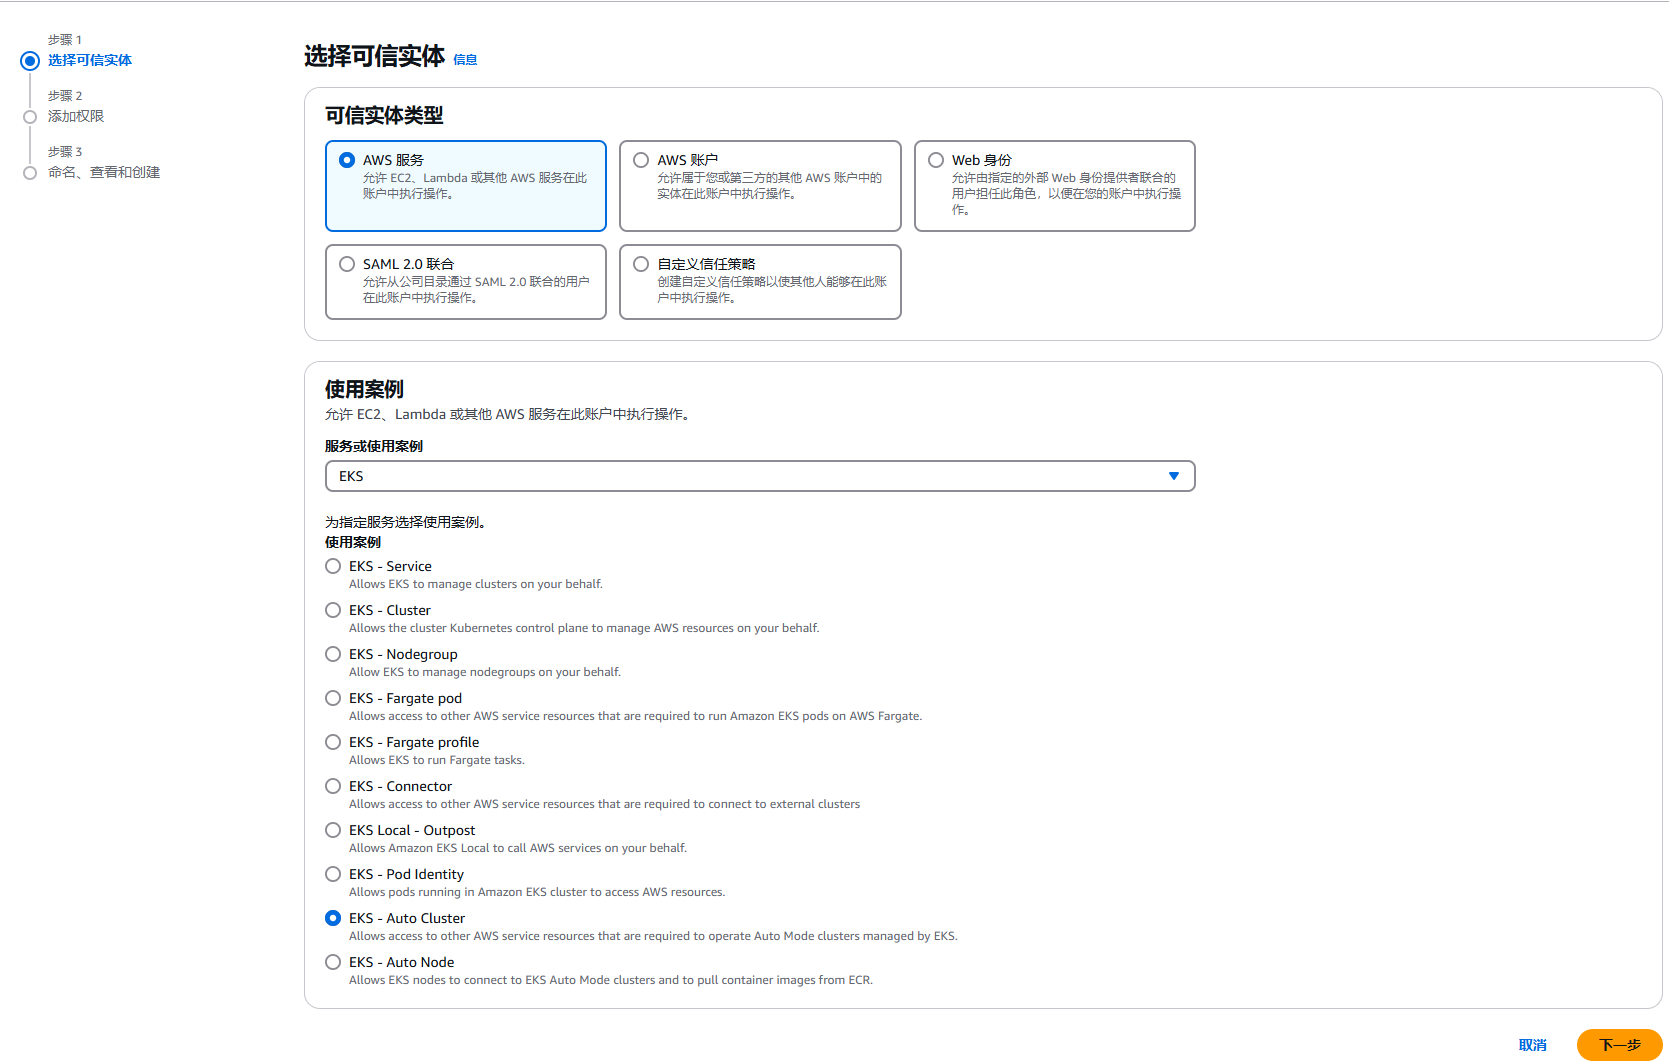 步骤 1
选择可信实体
步骤 2
添加权限
步骤 3
命名、查看和创建
选择可信实体 信息
可信实体类型
AWS 服务
允许 EC2、Lambda 或其他 AWS 服务在此
账户中执行操作。
AWS 账户
允许属于您或第三方的其他 AWS 账户中的
实体在此账户中执行操作。
Web 身份
允许由指定的外部 Web 身份提供者联合的
用户担任此角色，以便在您的账户中执行操
作。
SAML 2.0 联合
允许从公司目录通过 SAML 2.0 联合的用户
在此账户中执行操作。
自定义信任策略
创建自定义信任策略以使其他人能够在此账
户中执行操作。
使用案例
允许 EC2、Lambda 或其他 AWS 服务在此账户中执行操作。
服务或使用案例
EKS
为指定服务选择使用案例。
使用案例
EKS - Service
Allows EKS to manage clusters on your behalf.
EKS - Cluster
Allows the cluster Kubernetes control plane to manage AWS resources on your behalf.
EKS - Nodegroup
Allow EKS to manage nodegroups on your behalf.
EKS - Fargate pod
Allows access to other AWS service resources that are required to run Amazon EKS pods on AWS Fargate.
EKS - Fargate profile
Allows EKS to run Fargate tasks.
EKS - Connector
Allows access to other AWS service resources that are required to connect to external clusters
EKS Local - Outpost
Allows Amazon EKS Local to call AWS services on your behalf.
EKS - Pod Identity
Allows pods running in Amazon EKS cluster to access AWS resources.
EKS - Auto Cluster
Allows access to other AWS service resources that are required to operate Auto Mode clusters managed by EKS.
EKS - Auto Node
Allows EKS nodes to connect to EKS Auto Mode clusters and to pull container images from ECR.
取消
下一步